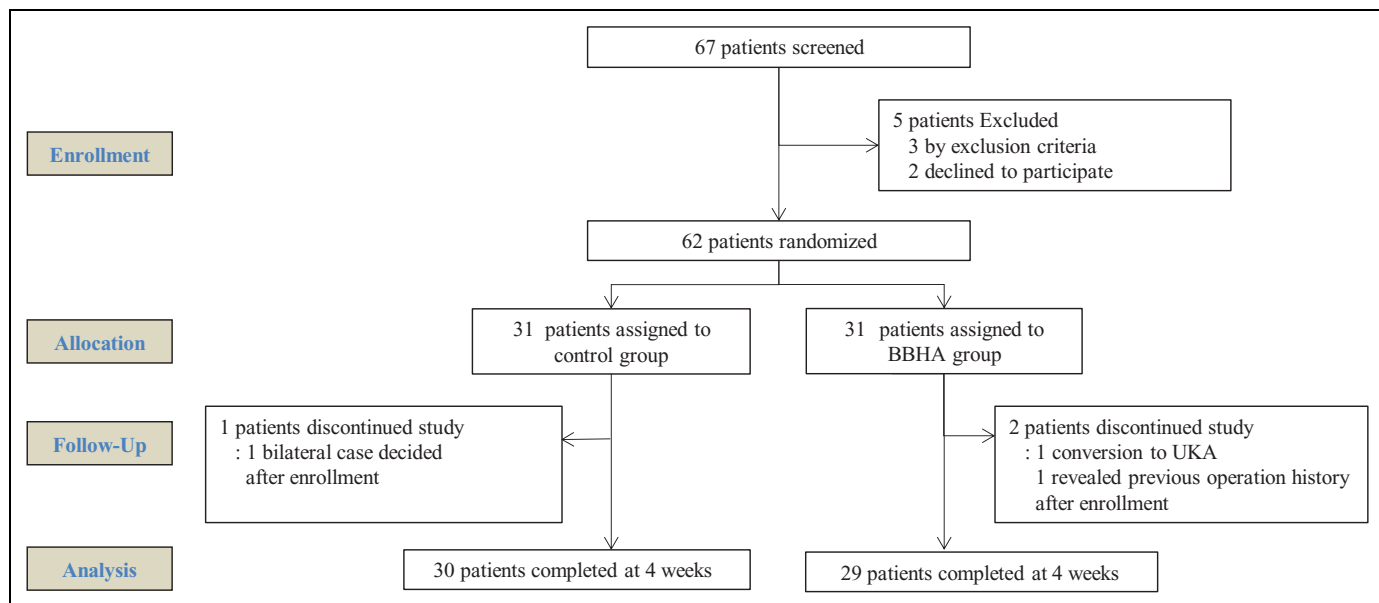 67 patients screened
Enrollment
5 patients Excluded
3 by exclusion criteria
2 declined to participate
62 patients randomized
Allocation
31 patients assigned to
control group
31 patients assigned to
BBHA group
Follow-Up
1 patients discontinued study
: 1 bilateral case decided
after enrollment
2 patients discontinued study
: 1 conversion to UKA
1 revealed previous operation history
after enrollment
Analysis
30 patients completed at 4 weeks
29 patients completed at 4 weeks